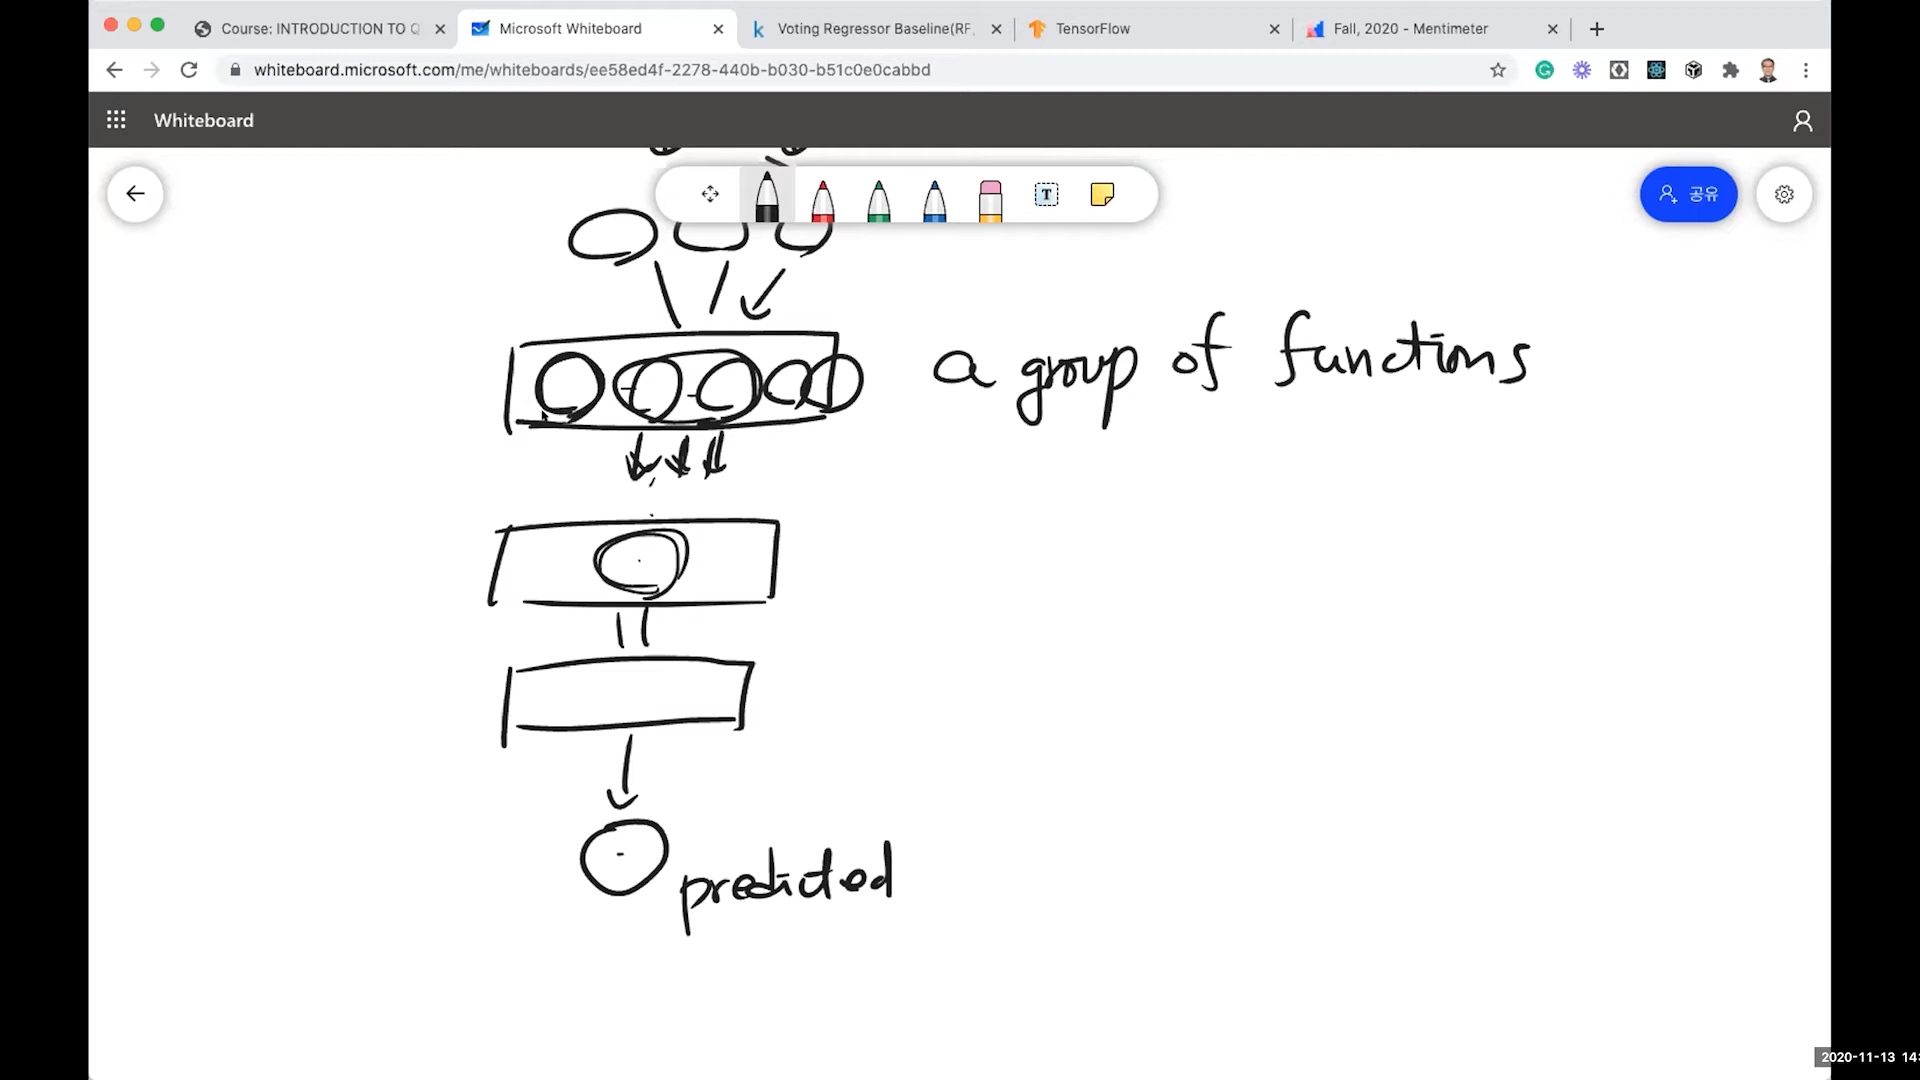 Course: INTRODUCTION TO Q
Microsoft Whiteboard
Voting Regressor Baseline(RF,
TensorFlow
Fall, 2020 - Mentimeter
whiteboard.microsoft.com/me/whiteboards/ee58ed4f-2278-440b-b030-b51c0e0cabbd
Whiteboard
T
공유
a group of functions
predicted
2020-11-13 14: